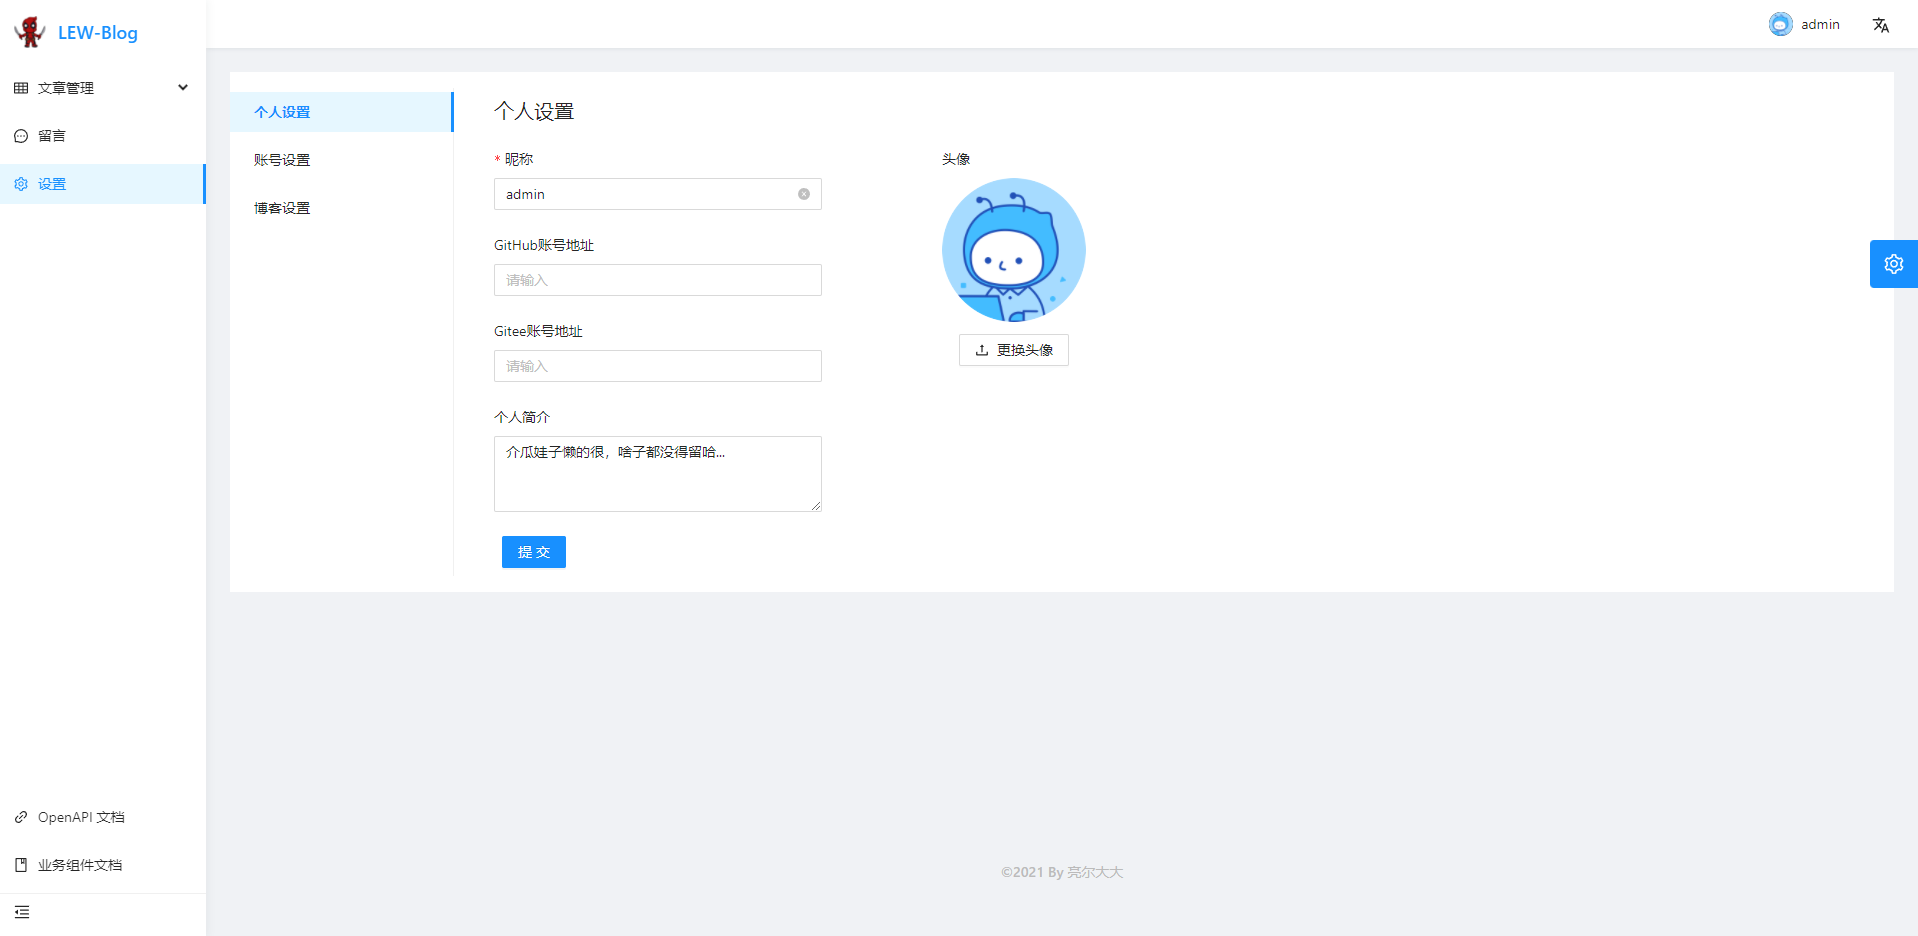 LEW-Blog
admin
文章管理
留言
设置
OpenAPI 文档
业务组件文档
个人设置
账号设置
博客设置
个人设置
* 昵称
admin
GitHub账号地址
请输入
Gitee账号地址
请输入
个人简介
介瓜娃子懒的很，啥子都没得留哈...
提 交
头像
更换头像
©2021 By 亮尔大大